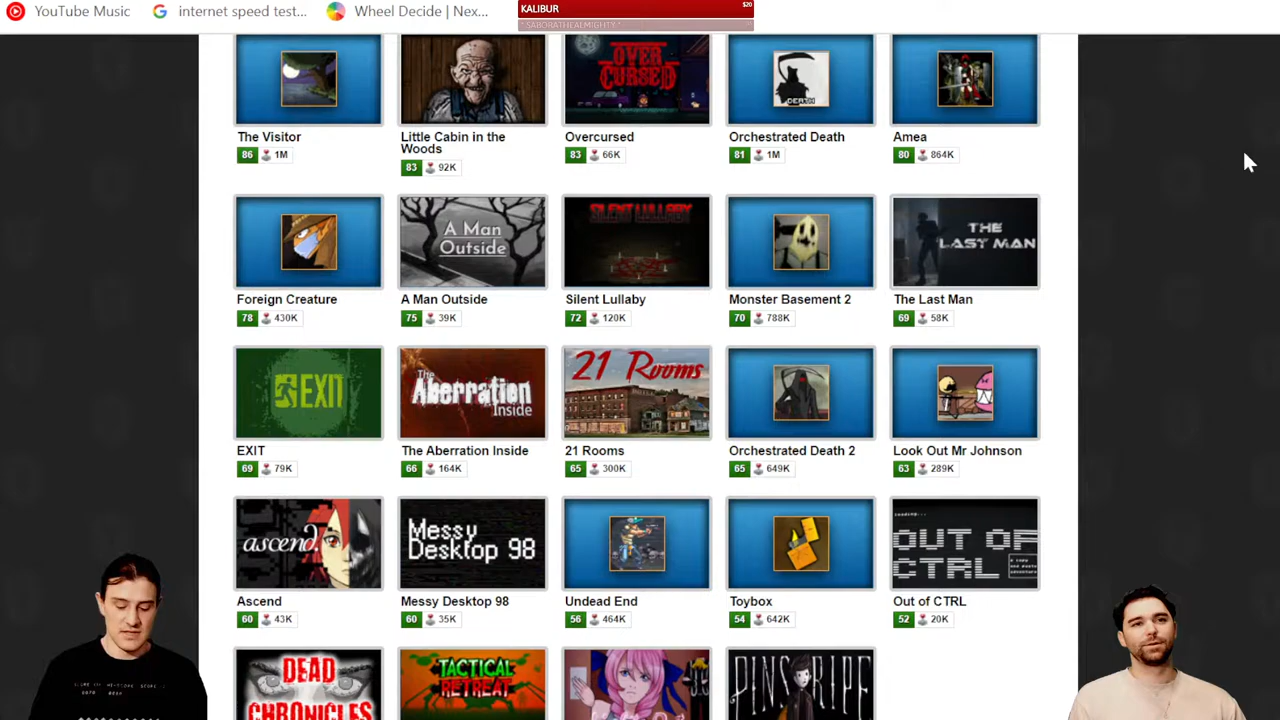 YouTube Music
internet speed test...
Wheel Decide | Nex...
KALIBUR
$20
* SABORATHEALMIGHTY *
OVER
CURSED
DEATH
The Visitor
86 1M
Little Cabin in the
Woods
83 92K
Overcursed
83 66K
Orchestrated Death
81 1M
Amea
80 864K
A Man
Outside
SILENT LULLABY
THE
LAST MAN
Foreign Creature
78 430K
A Man Outside
75 39K
Silent Lullaby
72 120K
Monster Basement 2
70 788K
The Last Man
69 58K
EXIT
The
Aberration
Inside
21 Rooms
EXIT
69 79K
The Aberration Inside
66 164K
21 Rooms
65 300K
Orchestrated Death 2
65 649K
Look Out Mr Johnson
63 289K
ascend.
Messy
Desktop 98
Loading...
OUT OF
CTRL
Ascend
60 43K
Messy Desktop 98
60 35K
Undead End
56 464K
Toybox
54 642K
Out of CTRL
52 20K
DEAD
CHRONICLES
TACTICAL
RETREAT
PINSTRIPE